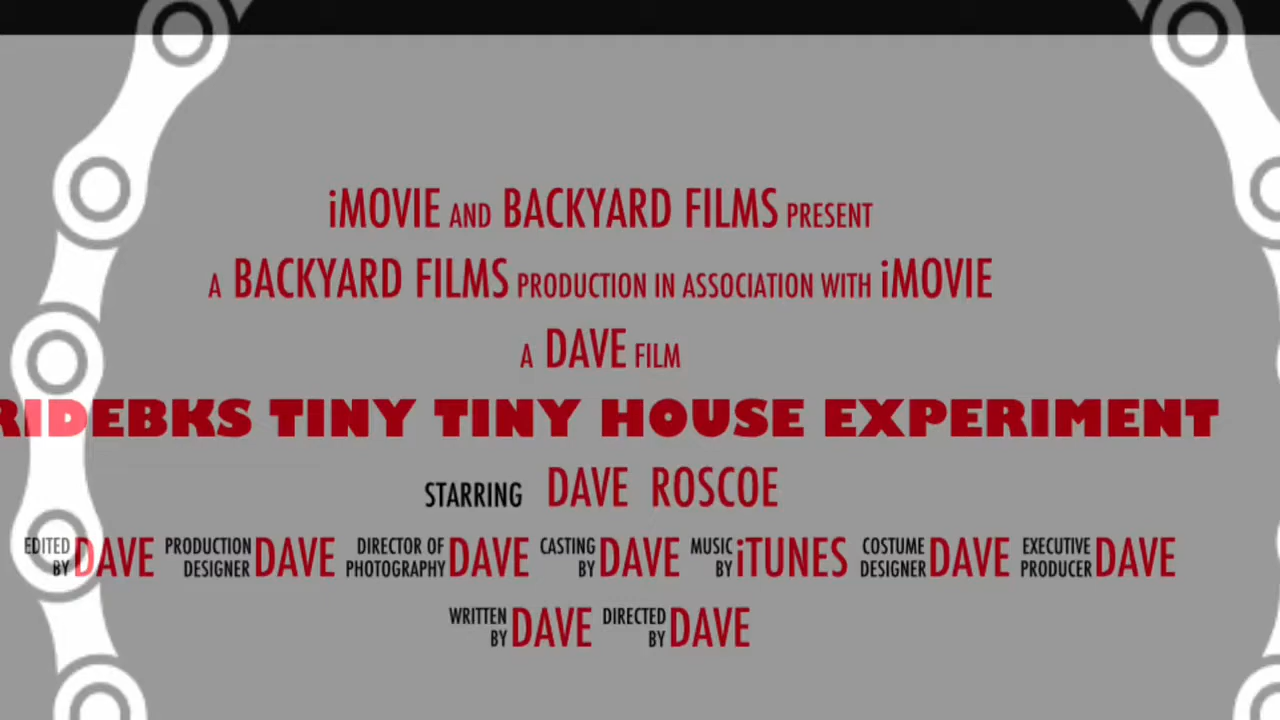 iMOVIE AND BACKYARD FILMS PRESENT
A BACKYARD FILMS PRODUCTION IN ASSOCIATION WITH iMOVIE
A DAVE FILM
RIDEBKS TINY TINY HOUSE EXPERIMENT
STARRING DAVE ROSCOE
EDITED BY DAVE PRODUCTION DESIGNER DAVE DIRECTOR OF PHOTOGRAPHY DAVE CASTING BY DAVE MUSIC BY iTUNES COSTUME DESIGNER DAVE EXECUTIVE PRODUCER DAVE
WRITTEN BY DAVE DIRECTED BY DAVE